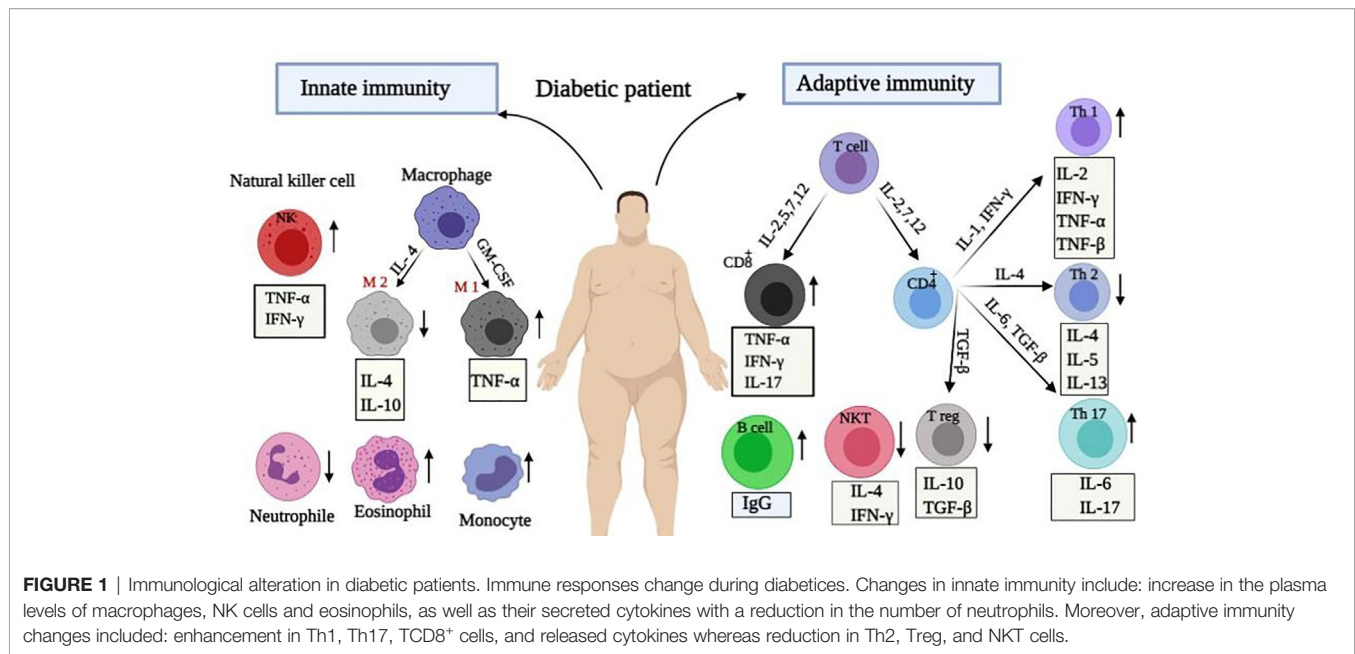 Innate immunity
Diabetic patient
Adaptive immunity
Natural killer cell
NK
TNF-α
IFN-γ
Macrophage
IL- 4
GM-CSF
M 2
M 1
IL-4
IL-10
TNF-α
Neutrophile
Eosinophil
Monocyte
T cell
IL-2,5,7,12
IL-2,7,12
CD8+
TNF-α
IFN-γ
IL-17
CD4+
IL-1, IFN-γ
IL-4
IL-6, TGF-β
TGF-β
Th 1
IL-2
IFN-γ
TNF-α
TNF-β
Th 2
IL-4
IL-5
IL-13
Th 17
IL-6
IL-17
B cell
IgG
NKT
IL-4
IFN-γ
T reg
IL-10
TGF-β
FIGURE 1 | Immunological alteration in diabetic patients. Immune responses change during diabetices. Changes in innate immunity include: increase in the plasma
levels of macrophages, NK cells and eosinophils, as well as their secreted cytokines with a reduction in the number of neutrophils. Moreover, adaptive immunity
changes included: enhancement in Th1, Th17, TCD8+ cells, and released cytokines whereas reduction in Th2, Treg, and NKT cells.